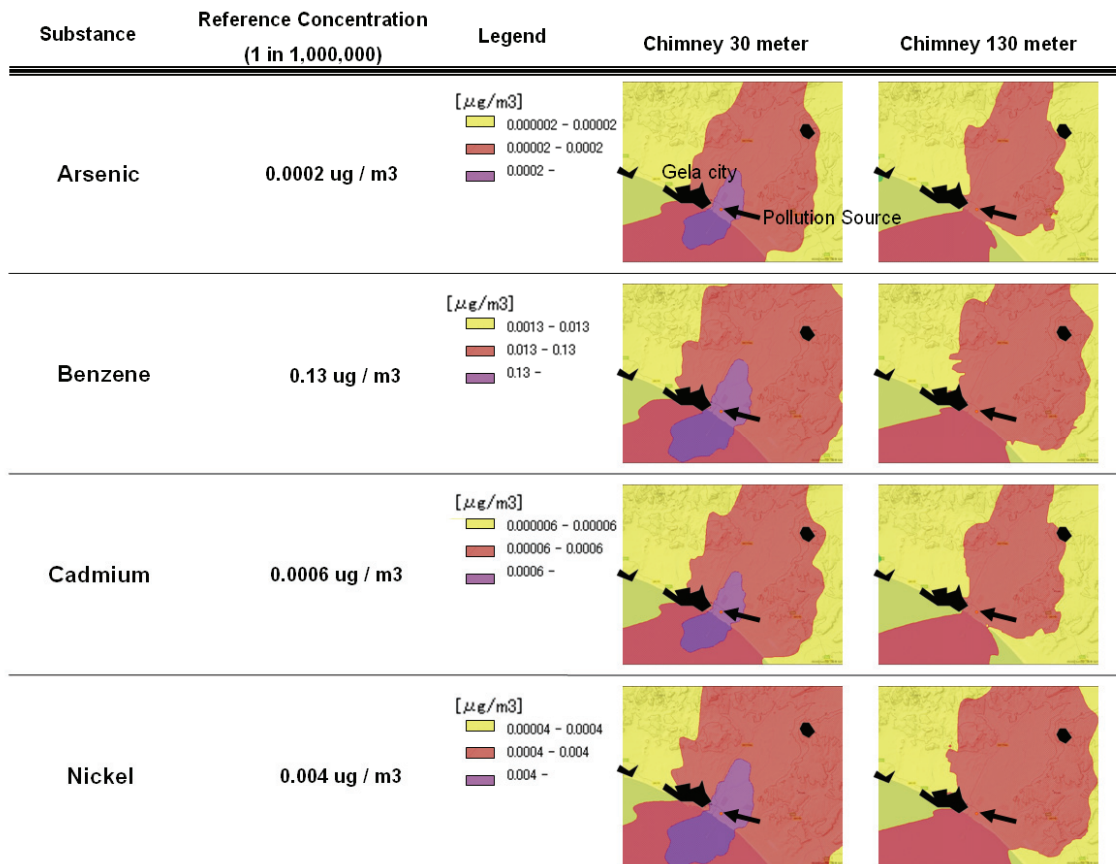 Substance
Reference Concentration
(1 in 1,000,000)
Legend
Chimney 30 meter
Chimney 130 meter
Arsenic
0.0002 ug / m3
[μg/m3]
0.000002 - 0.00002
0.00002 - 0.0002
0.0002 -
Gela city
Pollution Source
Benzene
0.13 ug / m3
[μg/m3]
0.0013 - 0.013
0.013 - 0.13
0.13 -
Cadmium
0.0006 ug / m3
[μg/m3]
0.000006 - 0.00006
0.00006 - 0.0006
0.0006 -
Nickel
0.004 ug / m3
[μg/m3]
0.00004 - 0.0004
0.0004 - 0.004
0.004 -